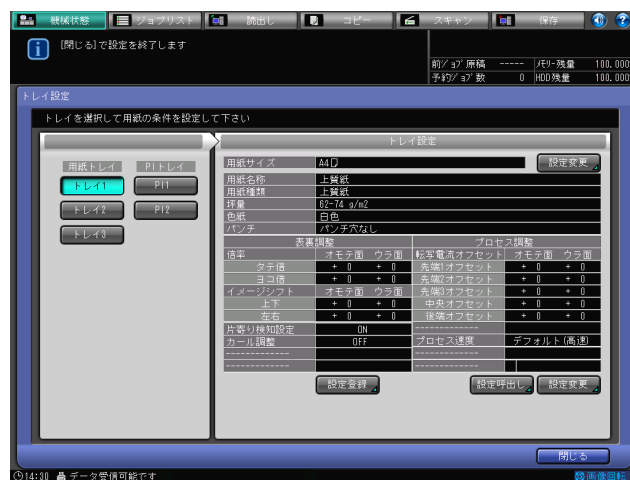 機械状態 ジョブリスト 読出し コピー スキャン 保存
[閉じる]で設定を終了します
前ジョブ原稿 ----- メモリー残量 100.000
予約ジョブ数 0 HDD残量 100.000
トレイ設定
トレイを選択して用紙の条件を設定して下さい
トレイ設定
用紙トレイ PIトレイ
トレイ1 PI1
トレイ2 PI2
トレイ3
用紙サイズ A4 設定変更
用紙名称 上質紙
用紙種類 上質紙
坪量 62-74 g/m2
色紙 白色
パンチ パンチ穴なし
表裏調整 プロセス調整
倍率 オモテ面 ウラ面 転写電流オフセット オモテ面 ウラ面
タテ倍 + 0 + 0 先端1オフセット + 0 + 0
ヨコ倍 + 0 + 0 先端2オフセット + 0 + 0
イメージシフト オモテ面 ウラ面 先端3オフセット + 0 + 0
上下 + 0 + 0 中央オフセット + 0 + 0
左右 + 0 + 0 後端オフセット + 0 + 0
片寄り検知設定 ON -------------
カール調整 OFF プロセス速度 デフォルト(高速)
------------- -------------
------------- -------------
設定登録 設定呼出し 設定変更
閉じる
14:30 データ受信可能です 画像回転